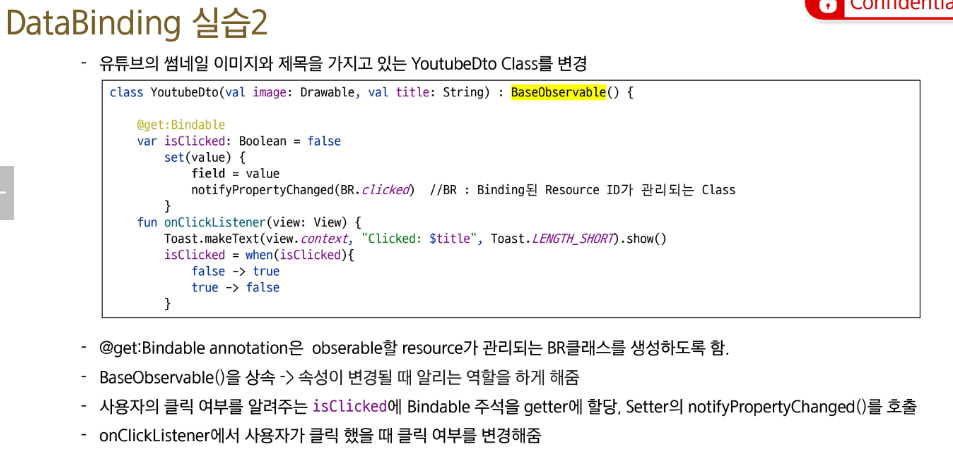 Confidentia
DataBinding 실습2
- 유튜브의 썸네일 이미지와 제목을 가지고 있는 YoutubeDto Class를 변경
class YoutubeDto(val image: Drawable, val title: String) : BaseObservable() {
@get:Bindable
var isClicked: Boolean = false
set(value) {
field = value
notifyPropertyChanged(BR.clicked) //BR : Binding된 Resource ID가 관리되는 Class
}
fun onClickListener(view: View) {
Toast.makeText(view.context, "Clicked: $title", Toast.LENGTH_SHORT).show()
isClicked = when(isClicked){
false -> true
true -> false
}
- @get:Bindable annotation은 obserable할 resource가 관리되는 BR클래스를 생성하도록 함.
- BaseObservable()을 상속 -> 속성이 변경될 때 알리는 역할을 하게 해줌
- 사용자의 클릭 여부를 알려주는 isClicked에 Bindable 주석을 getter에 할당, Setter의 notifyPropertyChanged()를 호출
- onClickListener에서 사용자가 클릭 했을 때 클릭 여부를 변경해줌